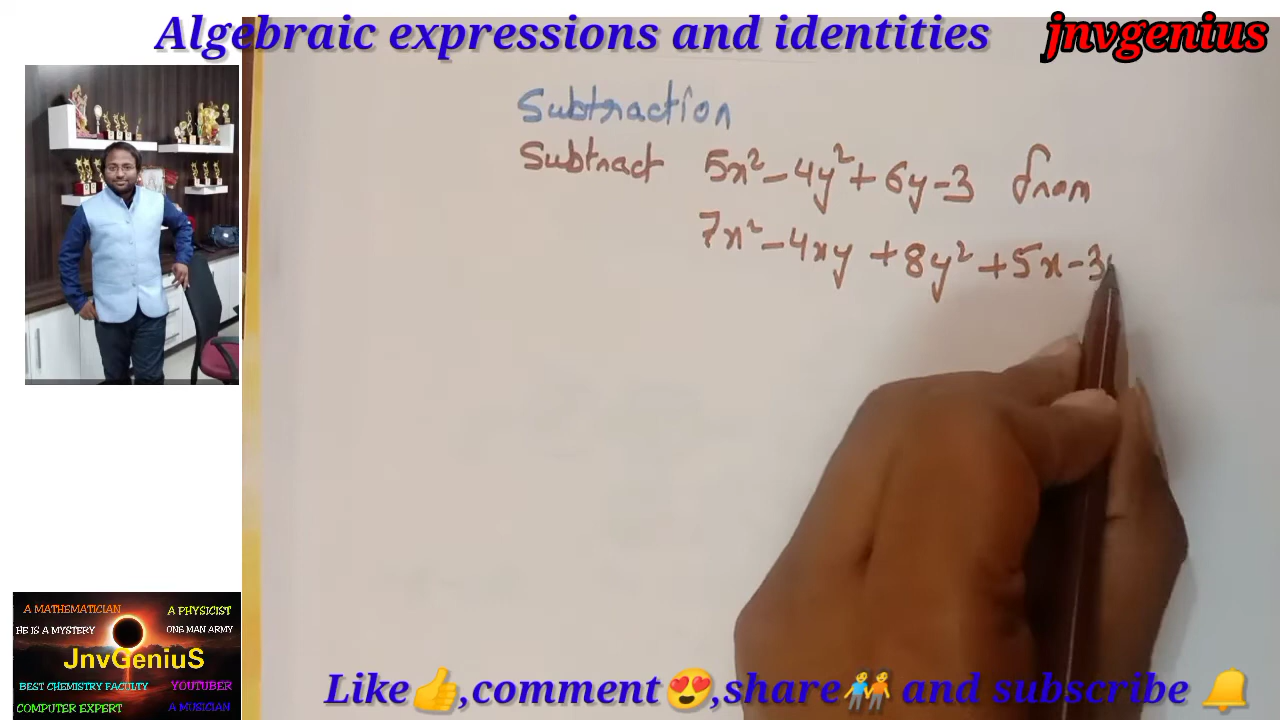 Algebraic expressions and identities
jnvgenius
Subtraction
Subtract 5x² - 4y² + 6y - 3 from
7x² - 4xy + 8y² + 5x - 3
A MATHEMATICIAN
A PHYSICIST
HE IS A MYSTERY
ONE MAN ARMY
JnvGeniuS
BEST CHEMISTRY FACULTY
YOUTUBER
COMPUTER EXPERT
A MUSICIAN
Like👍,comment😍,share👬 and subscribe 🔔